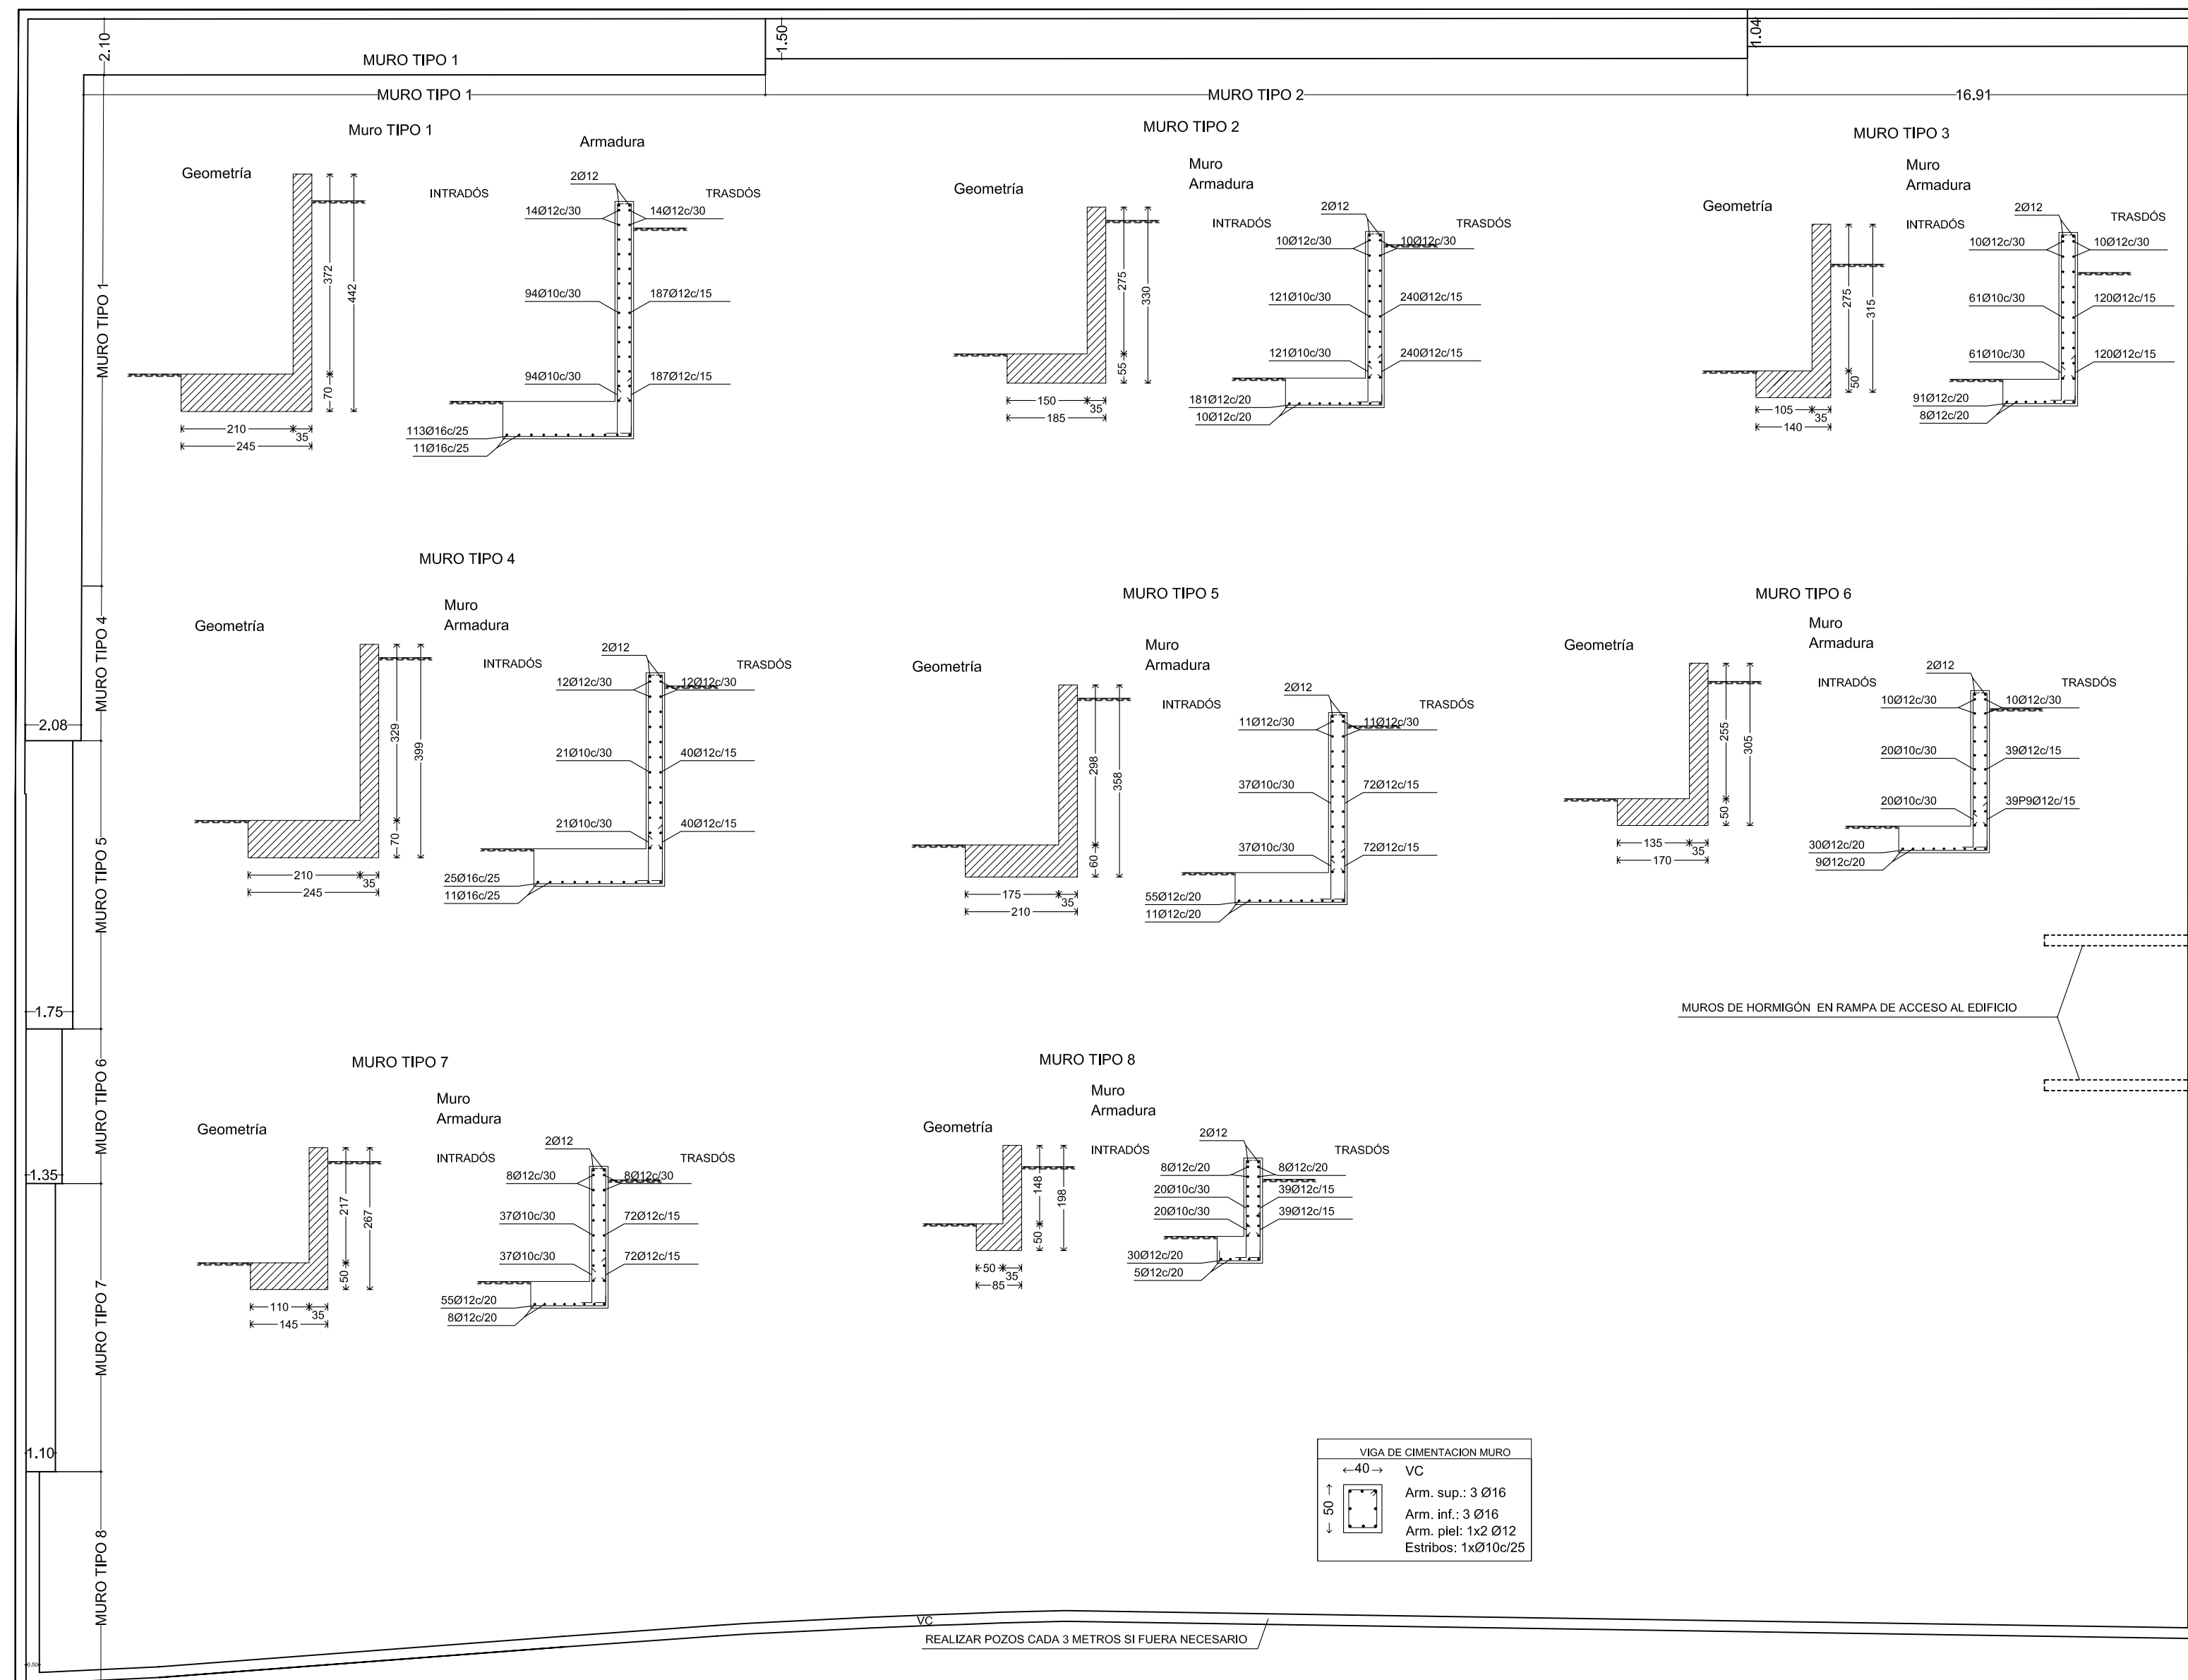 2.10
MURO TIPO 1
1.50
1.04
MURO TIPO 1
MURO TIPO 2
16.91
Muro TIPO 1
Geometría
Armadura
INTRADÓS
TRASDÓS
2Ø12
14Ø12c/30
14Ø12c/30
94Ø10c/30
187Ø12c/15
94Ø10c/30
187Ø12c/15
113Ø16c/25
11Ø16c/25
372
442
70
210
35
245
MURO TIPO 2
Geometría
Muro
Armadura
INTRADÓS
TRASDÓS
2Ø12
10Ø12c/30
10Ø12c/30
121Ø10c/30
240Ø12c/15
121Ø10c/30
240Ø12c/15
181Ø12c/20
10Ø12c/20
275
330
55
150
35
185
MURO TIPO 3
Geometría
Muro
Armadura
INTRADÓS
TRASDÓS
2Ø12
10Ø12c/30
10Ø12c/30
61Ø10c/30
120Ø12c/15
61Ø10c/30
120Ø12c/15
91Ø12c/20
8Ø12c/20
275
315
50
105
35
140
MURO TIPO 1
MURO TIPO 4
2.08
MURO TIPO 5
1.75
MURO TIPO 6
1.35
MURO TIPO 7
1.10
MURO TIPO 8
0.50
MURO TIPO 4
Geometría
Muro
Armadura
INTRADÓS
TRASDÓS
2Ø12
12Ø12c/30
12Ø12c/30
21Ø10c/30
40Ø12c/15
21Ø10c/30
40Ø12c/15
25Ø16c/25
11Ø16c/25
329
399
70
210
35
245
MURO TIPO 5
Geometría
Muro
Armadura
INTRADÓS
TRASDÓS
2Ø12
11Ø12c/30
11Ø12c/30
37Ø10c/30
72Ø12c/15
37Ø10c/30
72Ø12c/15
55Ø12c/20
11Ø12c/20
298
358
60
175
35
210
MURO TIPO 6
Geometría
Muro
Armadura
INTRADÓS
TRASDÓS
2Ø12
10Ø12c/30
10Ø12c/30
20Ø10c/30
39Ø12c/15
20Ø10c/30
39P9Ø12c/15
30Ø12c/20
9Ø12c/20
255
305
50
135
35
170
MUROS DE HORMIGÓN EN RAMPA DE ACCESO AL EDIFICIO
MURO TIPO 7
Geometría
Muro
Armadura
INTRADÓS
TRASDÓS
2Ø12
8Ø12c/30
8Ø12c/30
37Ø10c/30
72Ø12c/15
37Ø10c/30
72Ø12c/15
55Ø12c/20
8Ø12c/20
217
267
50
110
35
145
MURO TIPO 8
Geometría
Muro
Armadura
INTRADÓS
TRASDÓS
2Ø12
8Ø12c/20
8Ø12c/20
20Ø10c/30
39Ø12c/15
20Ø10c/30
39Ø12c/15
30Ø12c/20
5Ø12c/20
148
198
50
50
35
85
VIGA DE CIMENTACION MURO
40
50
VC
Arm. sup.: 3 Ø16
Arm. inf.: 3 Ø16
Arm. piel: 1x2 Ø12
Estribos: 1xØ10c/25
VC
REALIZAR POZOS CADA 3 METROS SI FUERA NECESARIO